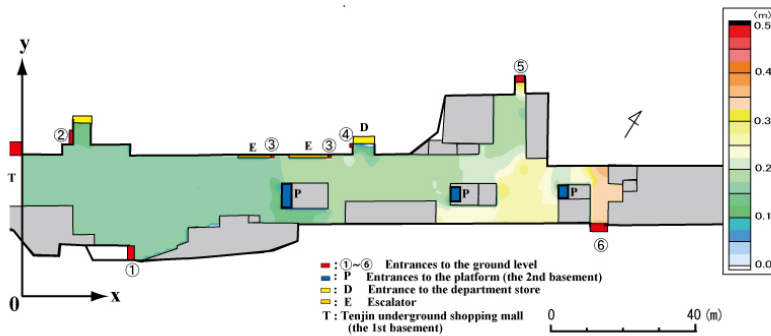 (m)
y
0.5
⑤
0.4
② E ③ E ③ ④ D
0.3
T
P P P
0.2
0.1
①
⑥
0.0
0 x
■ : ①~⑥ Entrances to the ground level
■ : P Entrances to the platform (the 2nd basement)
■ : D Entrance to the department store
■ : E Escalator
T : Tenjin underground shopping mall
(the 1st basement)
0 40 (m)